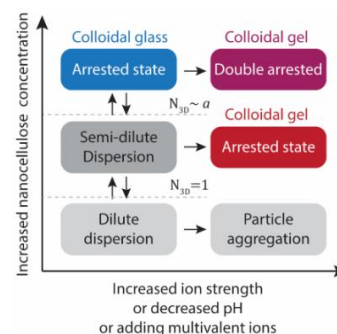 Colloidal glass
Colloidal gel
Arrested state
Double arrested
N3D~ a
Colloidal gel
Semi-dilute
Dispersion
Arrested state
N3D=1
Dilute
dispersion
Particle
aggregation
Increased nanocellulose
concentration
Increased ion strength
or decreased pH
or adding multivalent ions